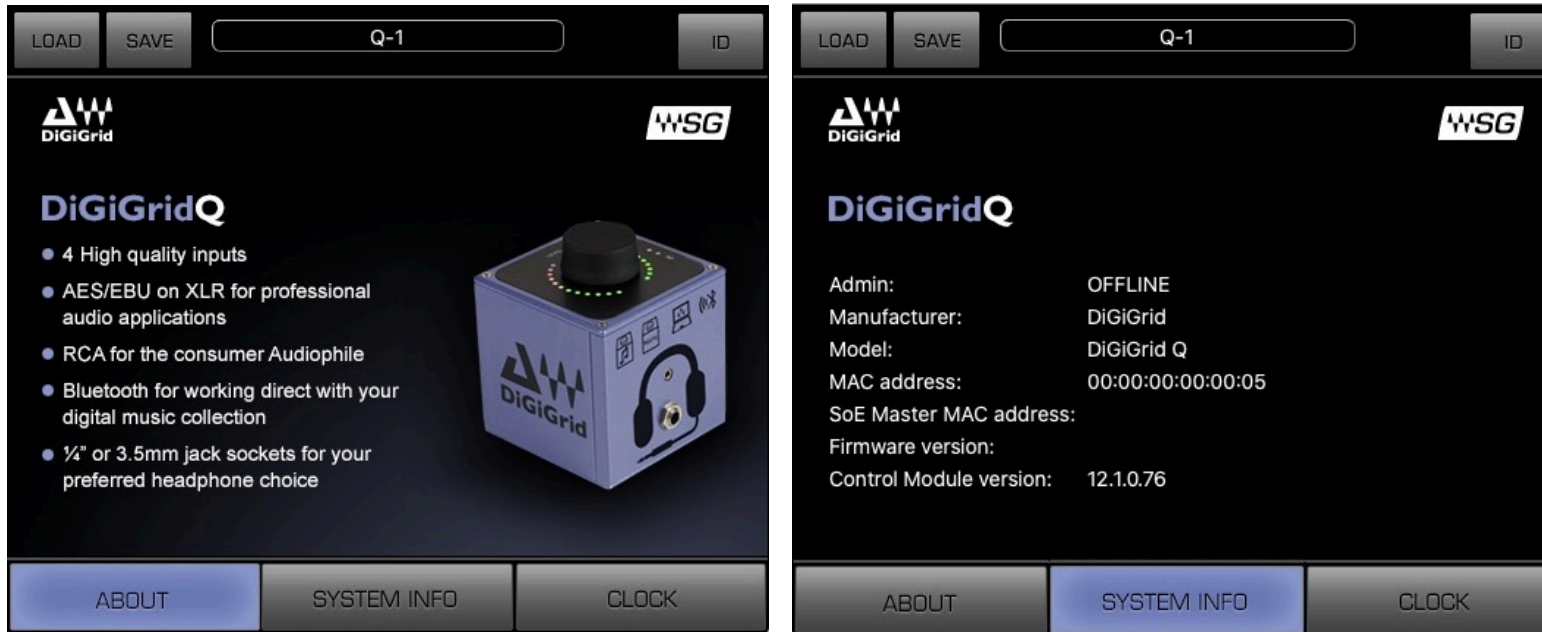 LOAD SAVE Q-1 ID
DiGiGrid
SG
DiGiGridQ
4 High quality inputs
AES/EBU on XLR for professional
audio applications
RCA for the consumer Audiophile
Bluetooth for working direct with your
digital music collection
¼” or 3.5mm jack sockets for your
preferred headphone choice
DiGiGrid
ABOUT SYSTEM INFO CLOCK
LOAD SAVE Q-1 ID
DiGiGrid
SG
DiGiGridQ
Admin: OFFLINE
Manufacturer: DiGiGrid
Model: DiGiGrid Q
MAC address: 00:00:00:00:00:05
SoE Master MAC address:
Firmware version:
Control Module version: 12.1.0.76
ABOUT SYSTEM INFO CLOCK